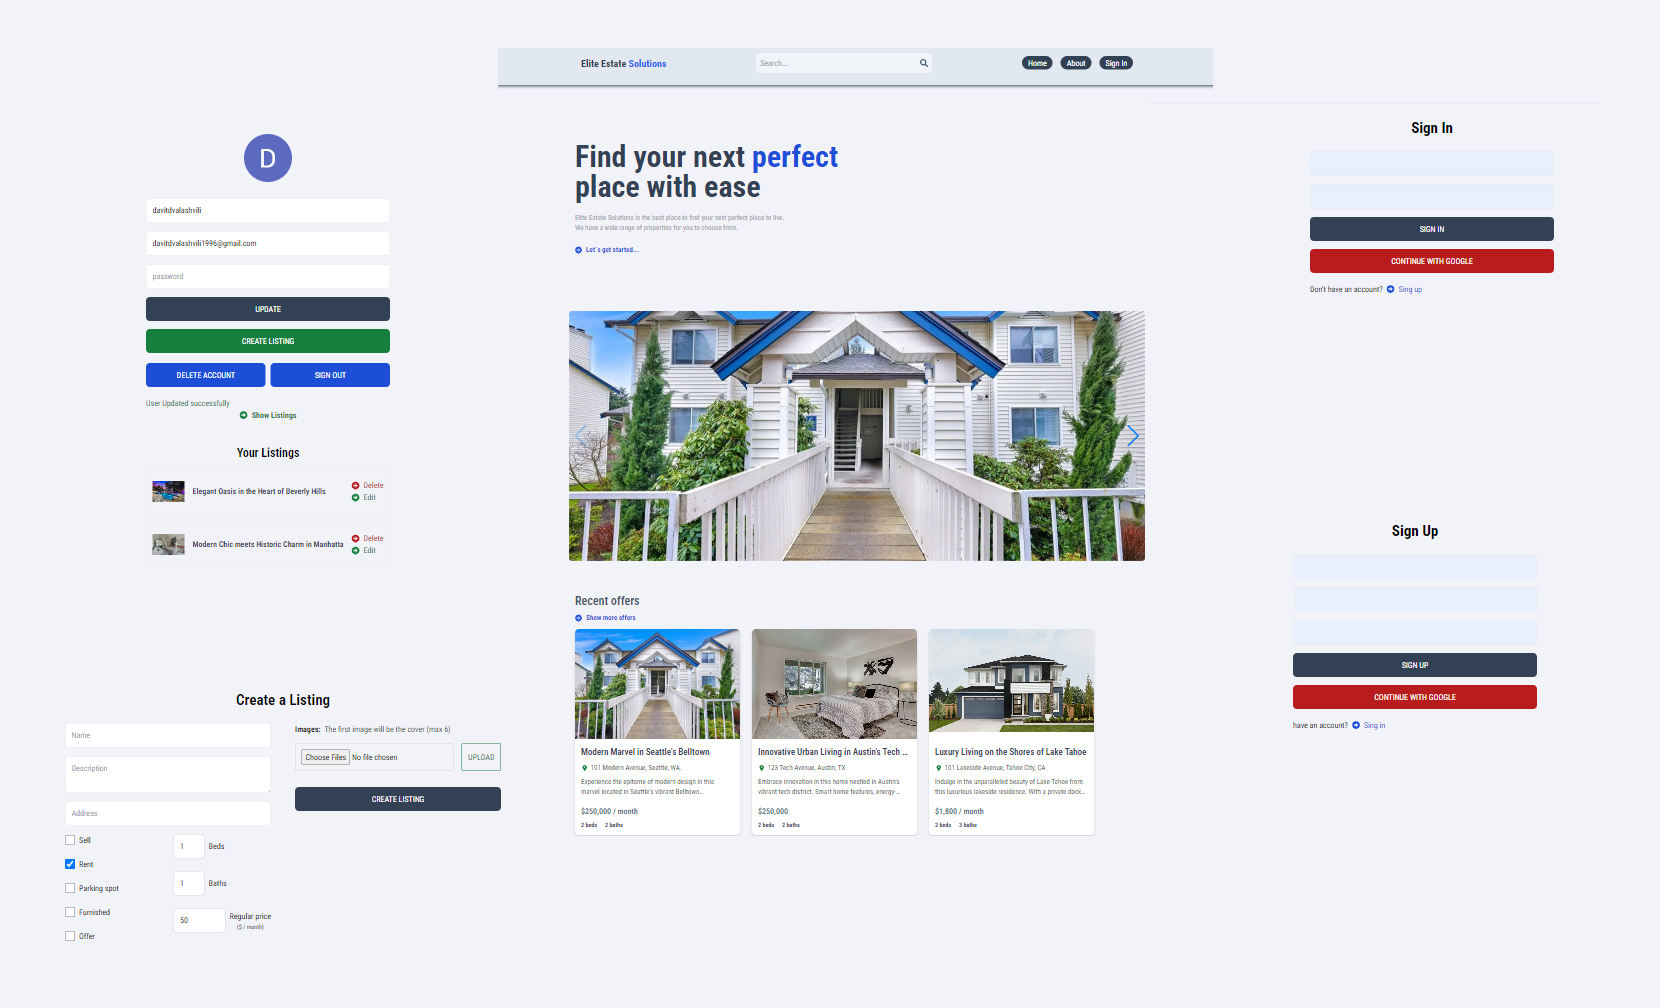 Elite Estate Solutions
Search...
Home
About
Sign In
D
davitdvalashvili
davitdvalashvili1996@gmail.com
password
UPDATE
CREATE LISTING
DELETE ACCOUNT
SIGN OUT
User Updated successfully
Show Listings
Your Listings
Elegant Oasis in the Heart of Beverly Hills
Delete
Edit
Modern Chic meets Historic Charm in Manhatta
Delete
Edit
Create a Listing
Name
Description
Address
Sell
Rent
Parking spot
Furnished
Offer
1 Beds
1 Baths
50 Regular price
($ / month)
Images: The first image will be the cover (max 6)
Choose Files No file chosen
UPLOAD
CREATE LISTING
Find your next perfect
place with ease
Elite Estate Solutions is the best place to find your next perfect place to live.
We have a wide range of properties for you to choose from.
Let's get started...
Recent offers
Show more offers
Modern Marvel in Seattle's Belltown
101 Modern Avenue, Seattle, WA.
Experience the epitome of modern design in this
marvel located in Seattle's vibrant Belltown...
$250,000 / month
2 beds 2 baths
Innovative Urban Living in Austin's Tech ...
123 Tech Avenue, Austin, TX
Embrace innovation in this home nestled in Austin's
vibrant tech district. Smart home features, energy-...
$250,000
2 beds 2 baths
Luxury Living on the Shores of Lake Tahoe
101 Lakeside Avenue, Tahoe City, CA
Indulge in the unparalleled beauty of Lake Tahoe from
this luxurious lakeside residence. With a private dock...
$1,800 / month
2 beds 3 baths
Sign In
SIGN IN
CONTINUE WITH GOOGLE
Don't have an account? Sing up
Sign Up
SIGN UP
CONTINUE WITH GOOGLE
have an account? Sing in